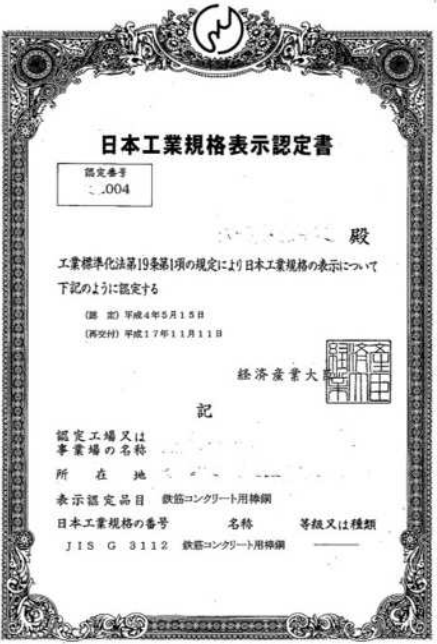 日本工業規格表示認定書
認定番号
004
殿
工業標準化法第19条第1項の規定により日本工業規格の表示について
下記のように認定する
(認 定) 平成4年5月15日
(再交付) 平成17年11月11日
経済産業大臣
記
認定工場又は
事業場の名称
所在地
表示認定品目 鉄筋コンクリート用棒鋼
日本工業規格の番号 名称 等級又は種類
JIS G 3112 鉄筋コンクリート用棒鋼 ———